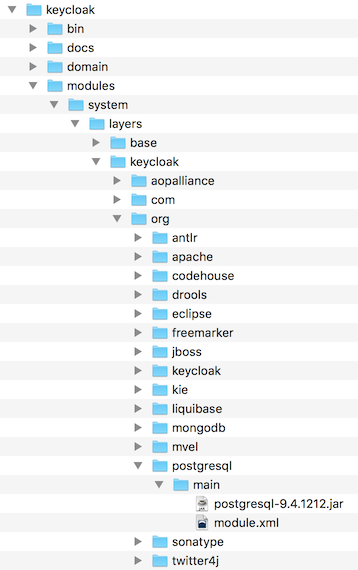 keycloak
bin
docs
domain
modules
system
layers
base
keycloak
aopalliance
com
org
antlr
apache
codehouse
drools
eclipse
freemarker
jboss
keycloak
kie
liquibase
mongodb
mvel
postgresql
main
postgresql-9.4.1212.jar
module.xml
sonatype
twitter4j